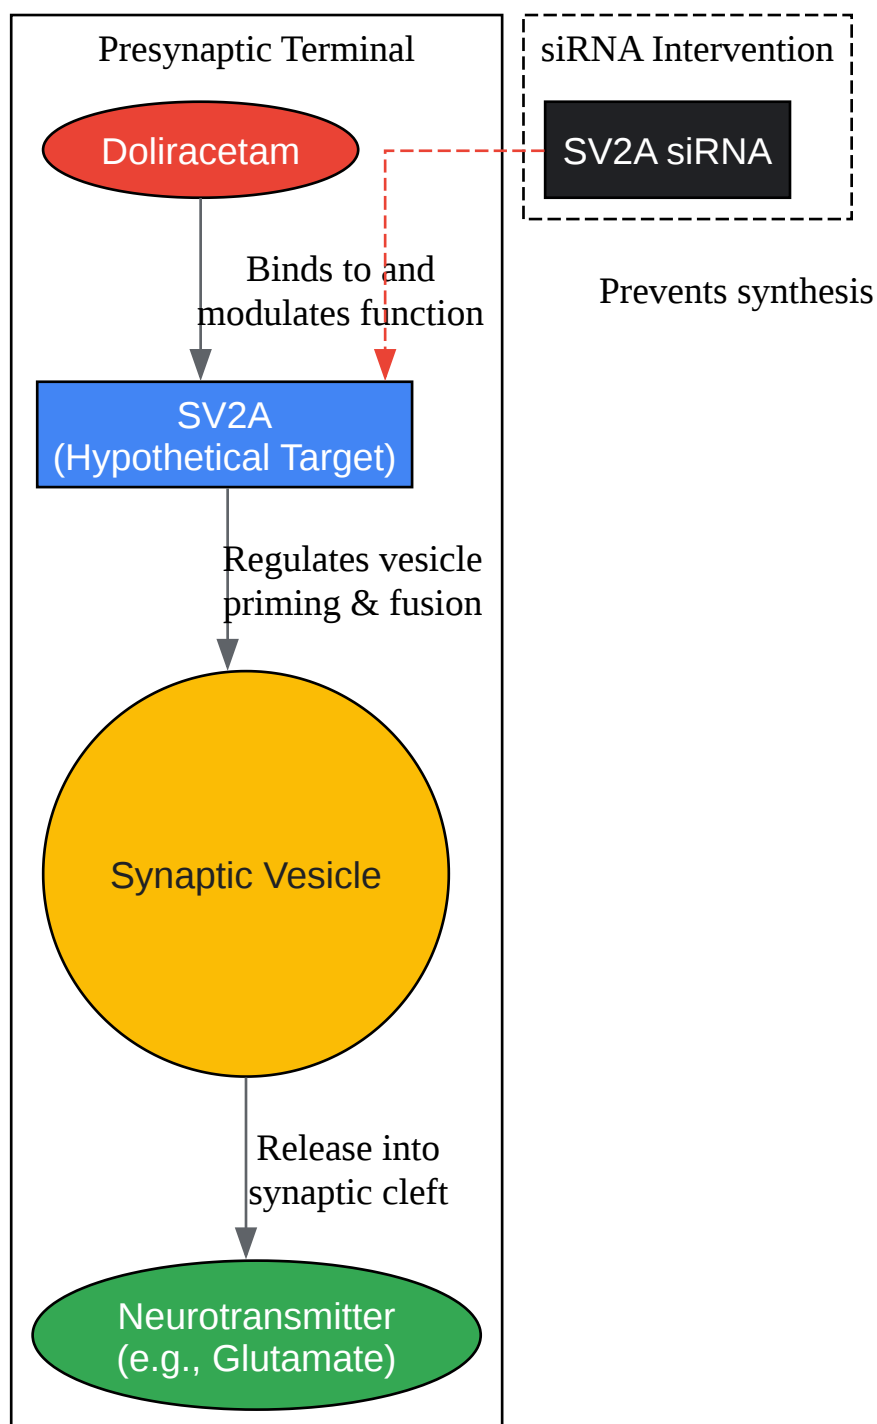 Presynaptic Terminal
siRNA Intervention
Doliracetam
SV2A siRNA
Binds to and
modulates function
Prevents synthesis
SV2A
(Hypothetical Target)
Regulates vesicle
priming & fusion
Synaptic Vesicle
Release into
synaptic cleft
Neurotransmitter
(e.g., Glutamate)